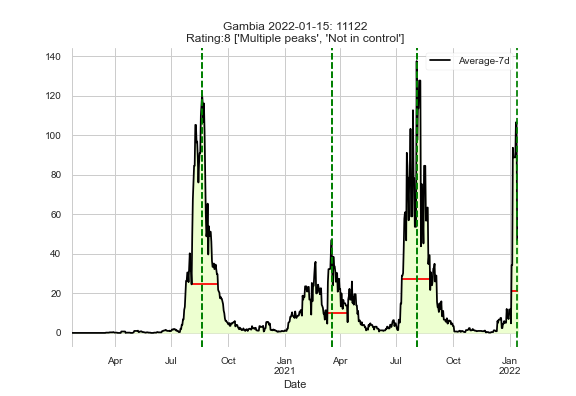 Gambia 2022-01-15: 11122
Rating:8 ['Multiple peaks', 'Not in control']
Average-7d
140
120
100
80
60
40
20
0
Apr Jul Oct Jan Apr Jul Oct Jan
2021 2022
Date